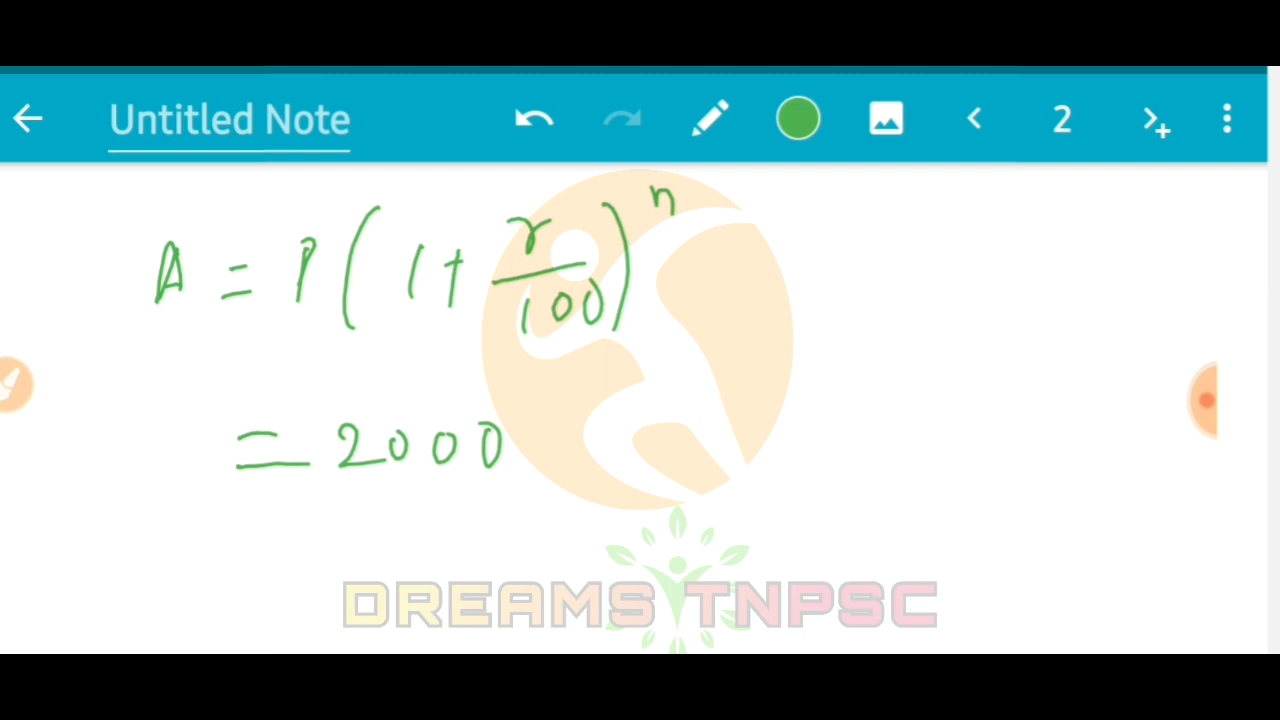 Untitled Note
2
A = P(1+r/100)^n
= 2000
DREAMS TNPSC